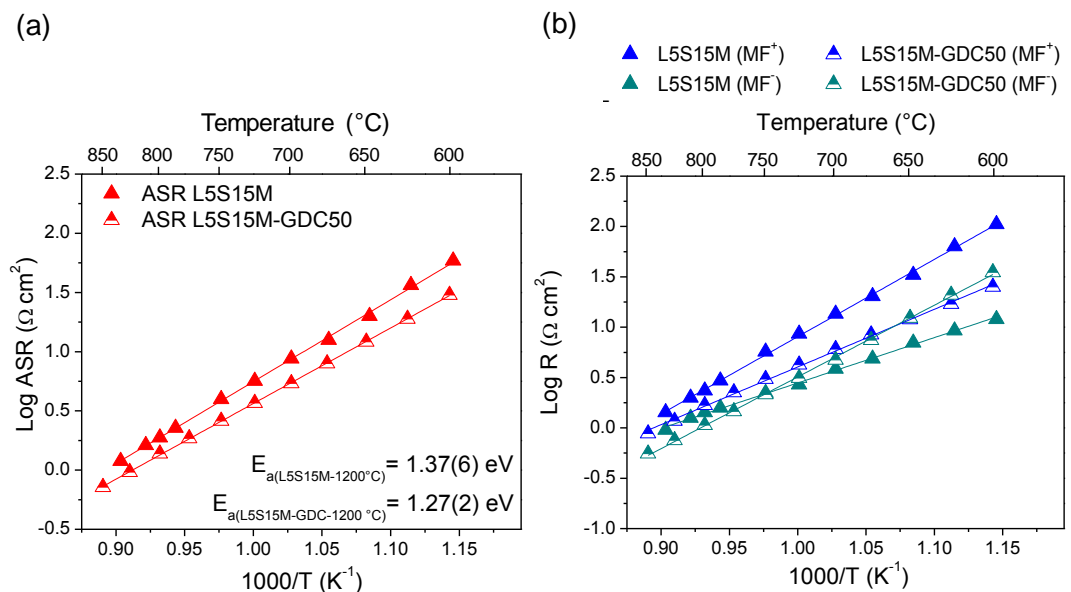 (a)
Temperature (°C)
850 800 750 700 650 600
2.5
2.0
1.5
1.0
0.5
0.0
-0.5
Log ASR (Ω cm²)
ASR L5S15M
ASR L5S15M-GDC50
Eₐ(L5S15M-1200°C) = 1.37(6) eV
Eₐ(L5S15M-GDC-1200 °C) = 1.27(2) eV
0.90 0.95 1.00 1.05 1.10 1.15
1000/T (K⁻¹)
(b)
L5S15M (MF⁺) L5S15M-GDC50 (MF⁺)
L5S15M (MF⁻) L5S15M-GDC50 (MF⁻)
Temperature (°C)
850 800 750 700 650 600
2.5
2.0
1.5
1.0
0.5
0.0
-0.5
-1.0
Log R (Ω cm²)
0.90 0.95 1.00 1.05 1.10 1.15
1000/T (K⁻¹)